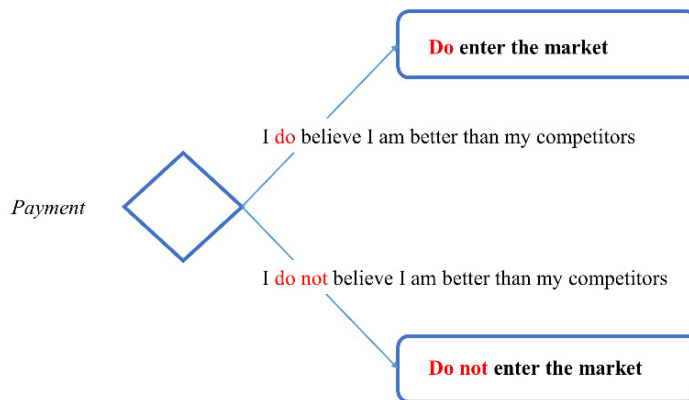 Do enter the market
I do believe I am better than my competitors
Payment
I do not believe I am better than my competitors
Do not enter the market